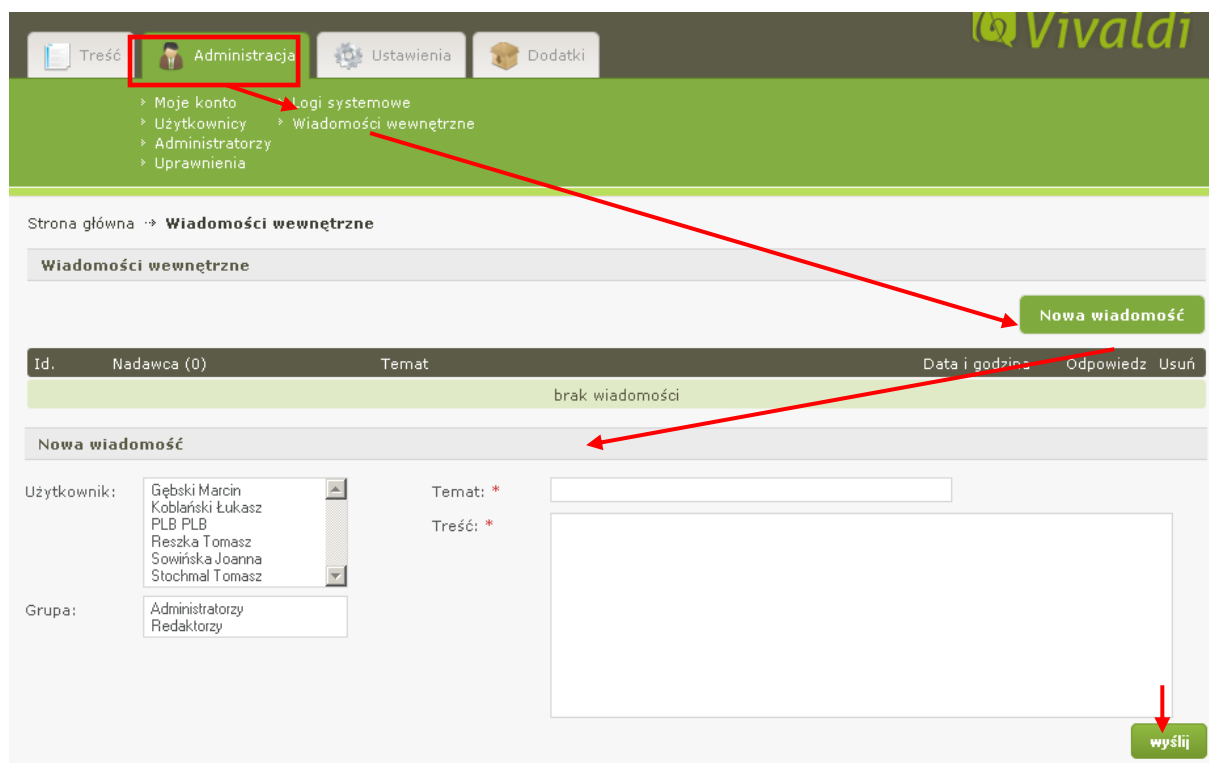 Vivaldi
Treść Administracja Ustawienia Dodatki
Moje konto Logi systemowe
Użytkownicy Wiadomości wewnętrzne
Administratorzy
Uprawnienia
Strona główna ··» Wiadomości wewnętrzne
Wiadomości wewnętrzne
Nowa wiadomość
Id. Nadawca (0) Temat Data i godzina Odpowiedz Usuń
brak wiadomości
Nowa wiadomość
Użytkownik:
Gębski Marcin
Koblański Łukasz
PLB PLB
Reszka Tomasz
Sowińska Joanna
Stochmal Tomasz
Grupa:
Administratorzy
Redaktorzy
Temat: *
Treść: *
wyślij